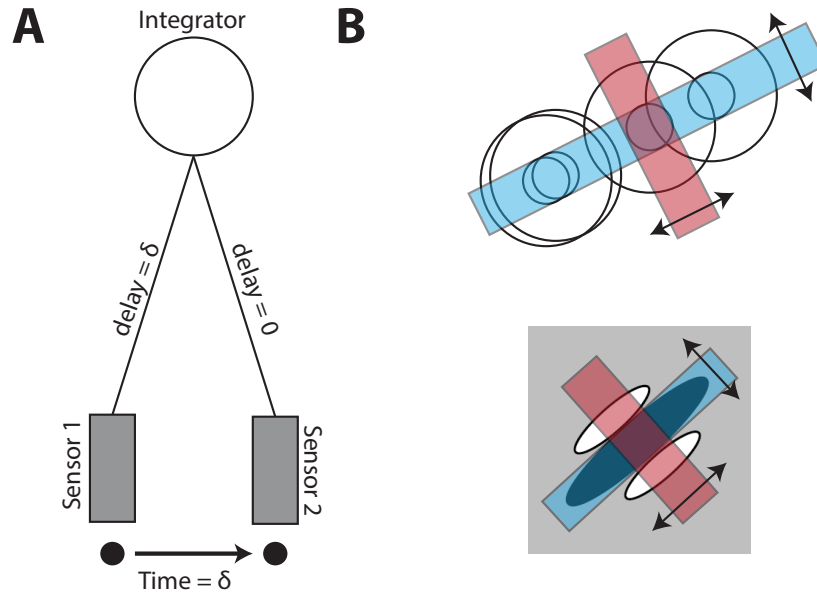 A
Integrator
B
delay = δ
delay = 0
Sensor 1
Sensor 2
Time = δ